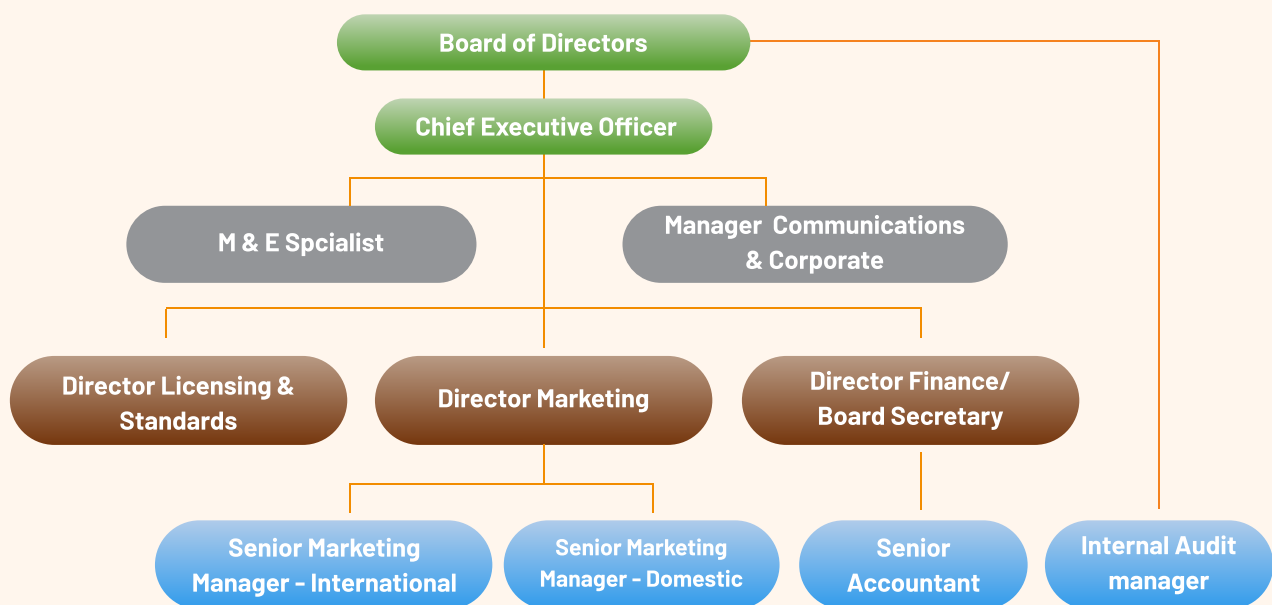 Board of Directors
Chief Executive Officer
M & E Spcialist
Manager Communications
& Corporate
Director Licensing &
Standards
Director Marketing
Director Finance/
Board Secretary
Senior Marketing
Manager - International
Senior Marketing
Manager - Domestic
Senior
Accountant
Internal Audit
manager